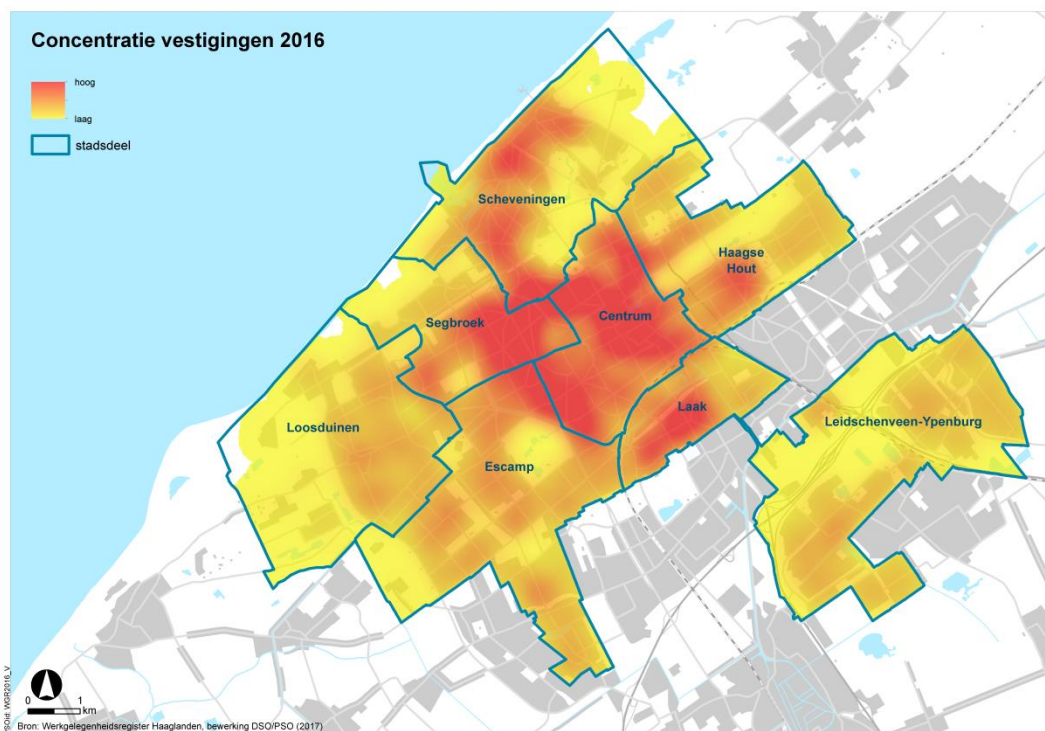 Concentratie vestigingen 2016
hoog
laag
stadsdeel
Scheveningen
Haagse
Hout
Segbroek
Centrum
Laak
Loosduinen
Leidschenveen-Ypenburg
Escamp
0 1
km
Bron: Werkgelegenheidsregister Haaglanden, bewerking DSO/PSO (2017)